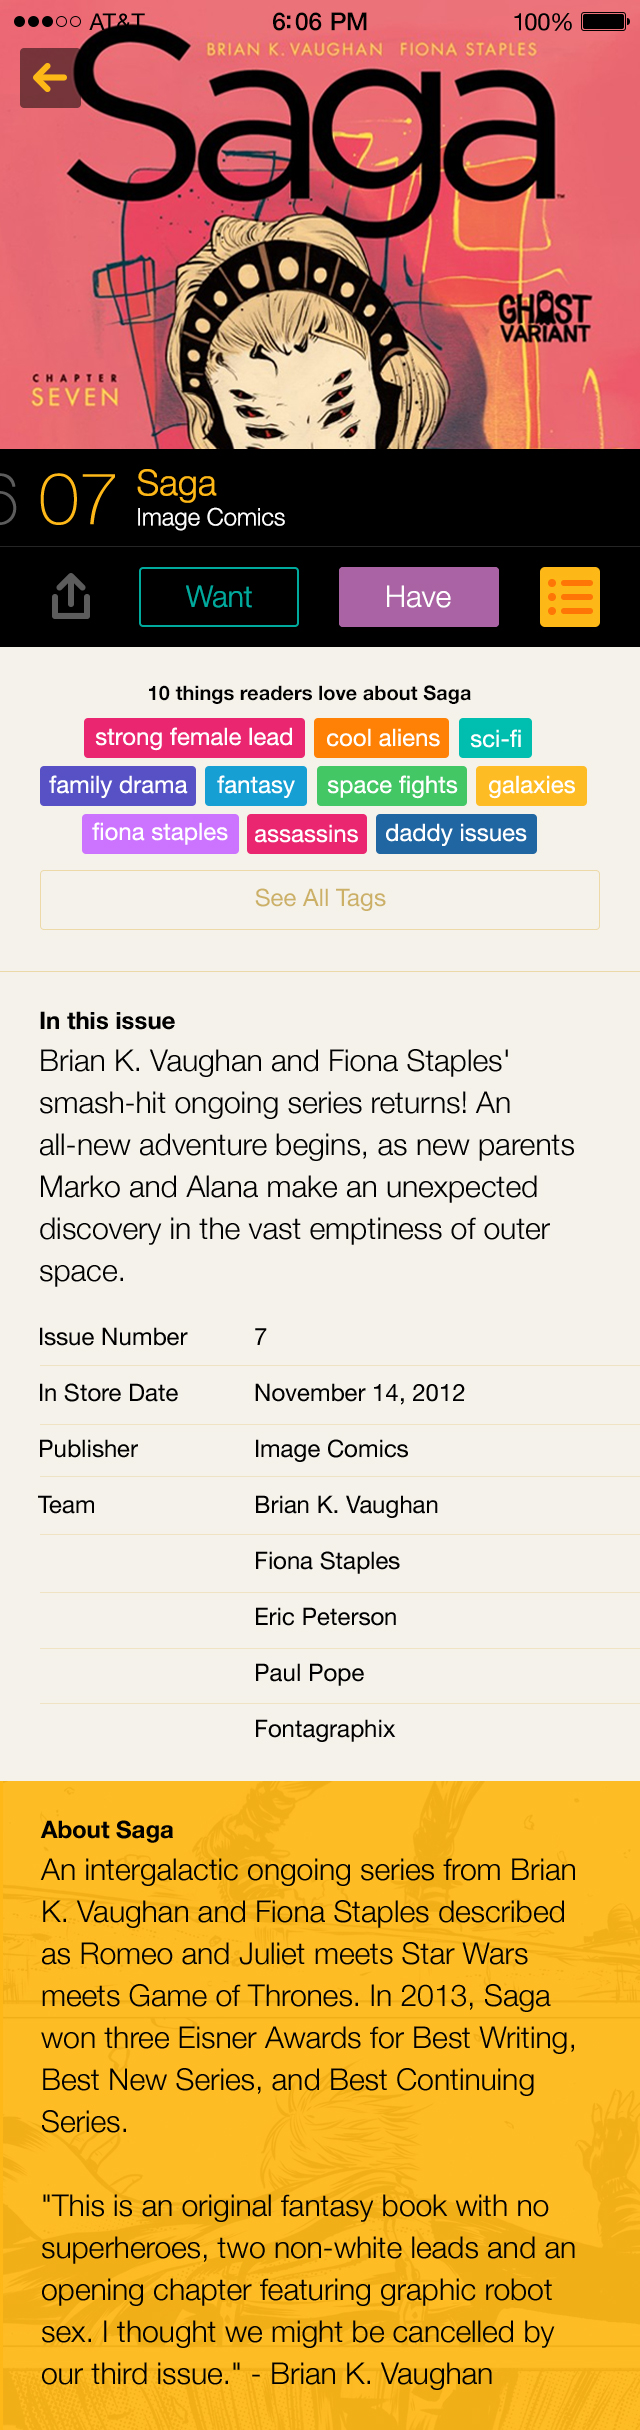 AT&T 6:06 PM 100%
BRIAN K. VAUGHAN FIONA STAPLES
Saga
GHOST
VARIANT
CHAPTER
SEVEN
07 Saga
Image Comics
Want Have
10 things readers love about Saga
strong female lead cool aliens sci-fi
family drama fantasy space fights galaxies
fiona staples assassins daddy issues
See All Tags
In this issue
Brian K. Vaughan and Fiona Staples'
smash-hit ongoing series returns! An
all-new adventure begins, as new parents
Marko and Alana make an unexpected
discovery in the vast emptiness of outer
space.
Issue Number 7
In Store Date November 14, 2012
Publisher Image Comics
Team Brian K. Vaughan
Fiona Staples
Eric Peterson
Paul Pope
Fontagraphix
About Saga
An intergalactic ongoing series from Brian
K. Vaughan and Fiona Staples described
as Romeo and Juliet meets Star Wars
meets Game of Thrones. In 2013, Saga
won three Eisner Awards for Best Writing,
Best New Series, and Best Continuing
Series.
"This is an original fantasy book with no
superheroes, two non-white leads and an
opening chapter featuring graphic robot
sex. I thought we might be cancelled by
our third issue." - Brian K. Vaughan